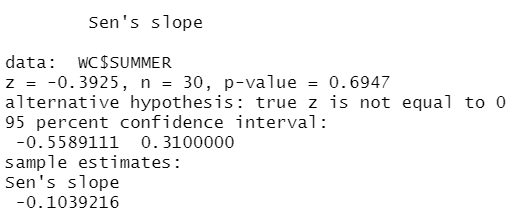 Sen's slope
data: WC$SUMMER
z = -0.3925, n = 30, p-value = 0.6947
alternative hypothesis: true z is not equal to 0
95 percent confidence interval:
-0.5589111 0.3100000
sample estimates:
Sen's slope
-0.1039216